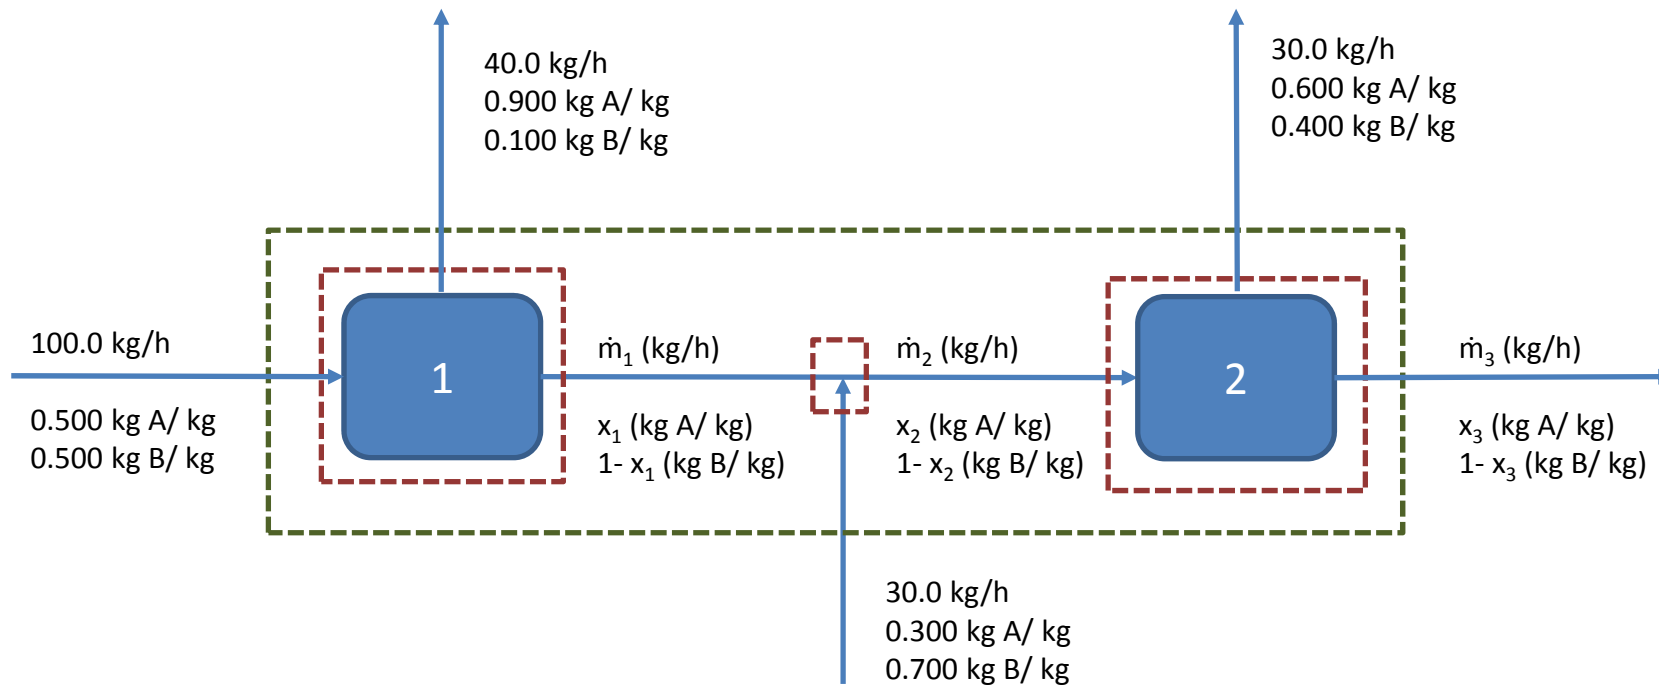 40.0 kg/h
0.900 kg A/ kg
0.100 kg B/ kg
30.0 kg/h
0.600 kg A/ kg
0.400 kg B/ kg
100.0 kg/h
0.500 kg A/ kg
0.500 kg B/ kg
1
ṁ₁ (kg/h)
x₁ (kg A/ kg)
1- x₁ (kg B/ kg)
ṁ₂ (kg/h)
x₂ (kg A/ kg)
1- x₂ (kg B/ kg)
2
ṁ₃ (kg/h)
x₃ (kg A/ kg)
1- x₃ (kg B/ kg)
30.0 kg/h
0.300 kg A/ kg
0.700 kg B/ kg